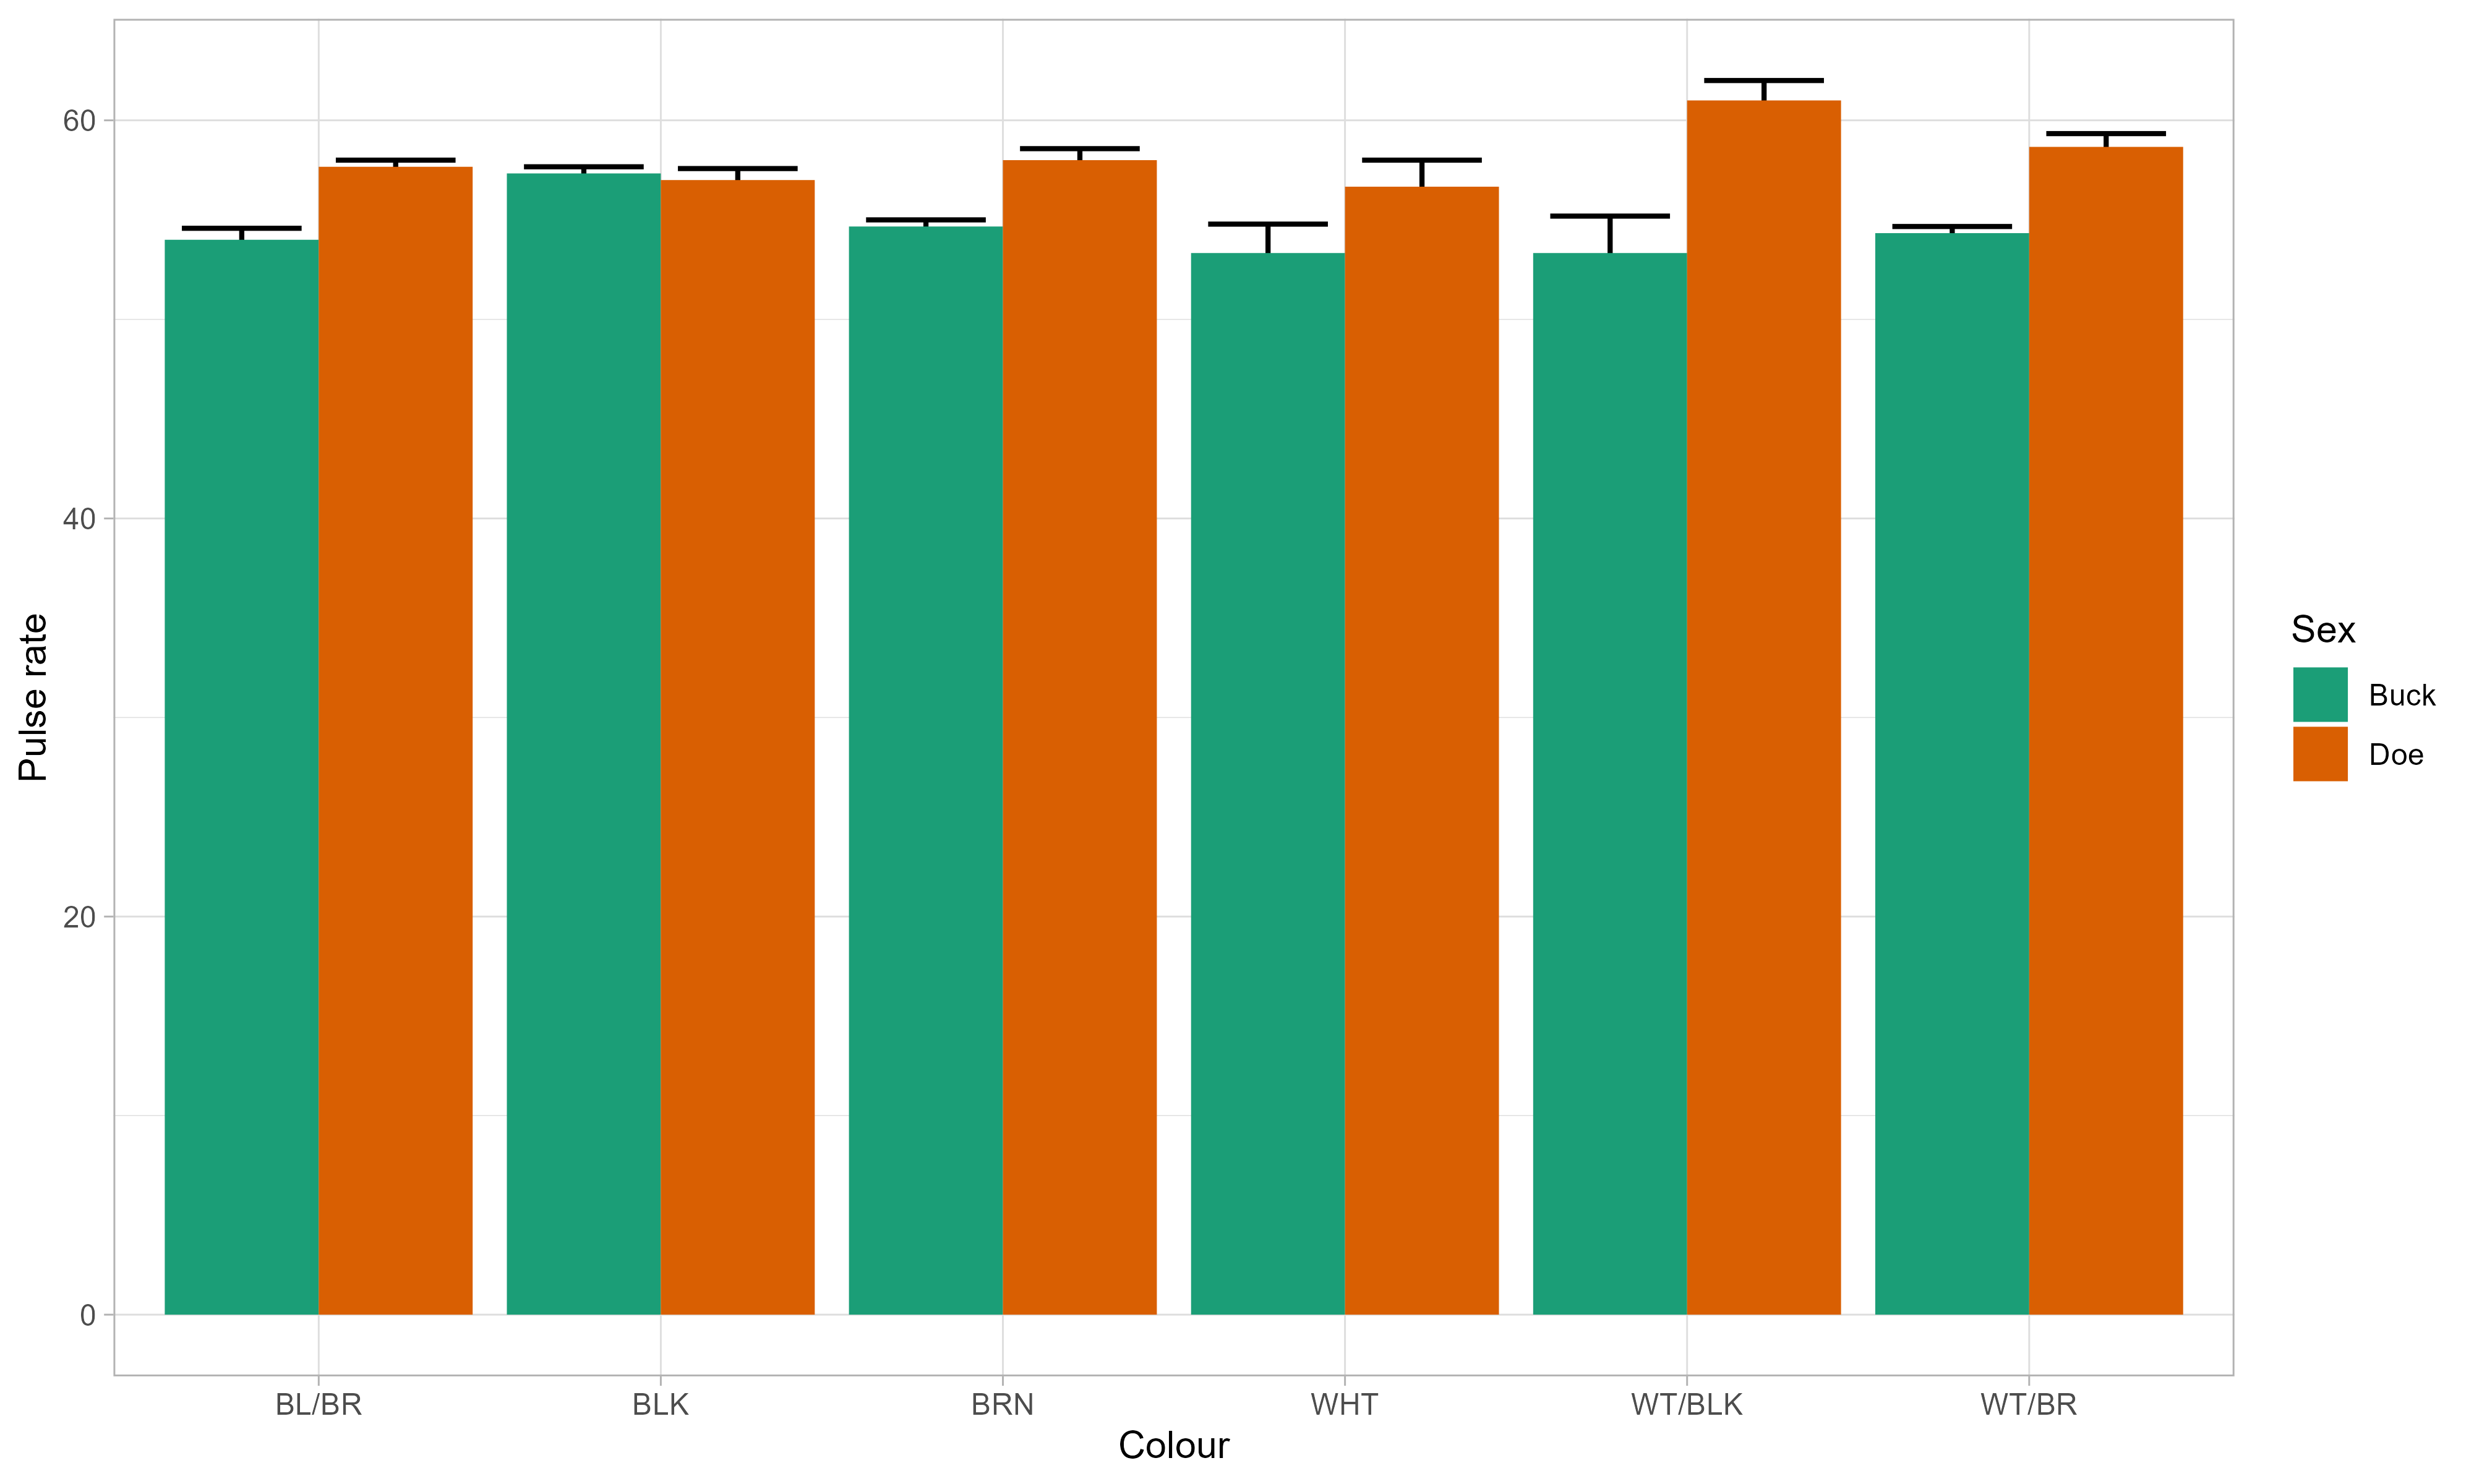 60
40
20
0
Pulse rate
BL/BR
BLK
BRN
WHT
WT/BLK
WT/BR
Colour
Sex
Buck
Doe